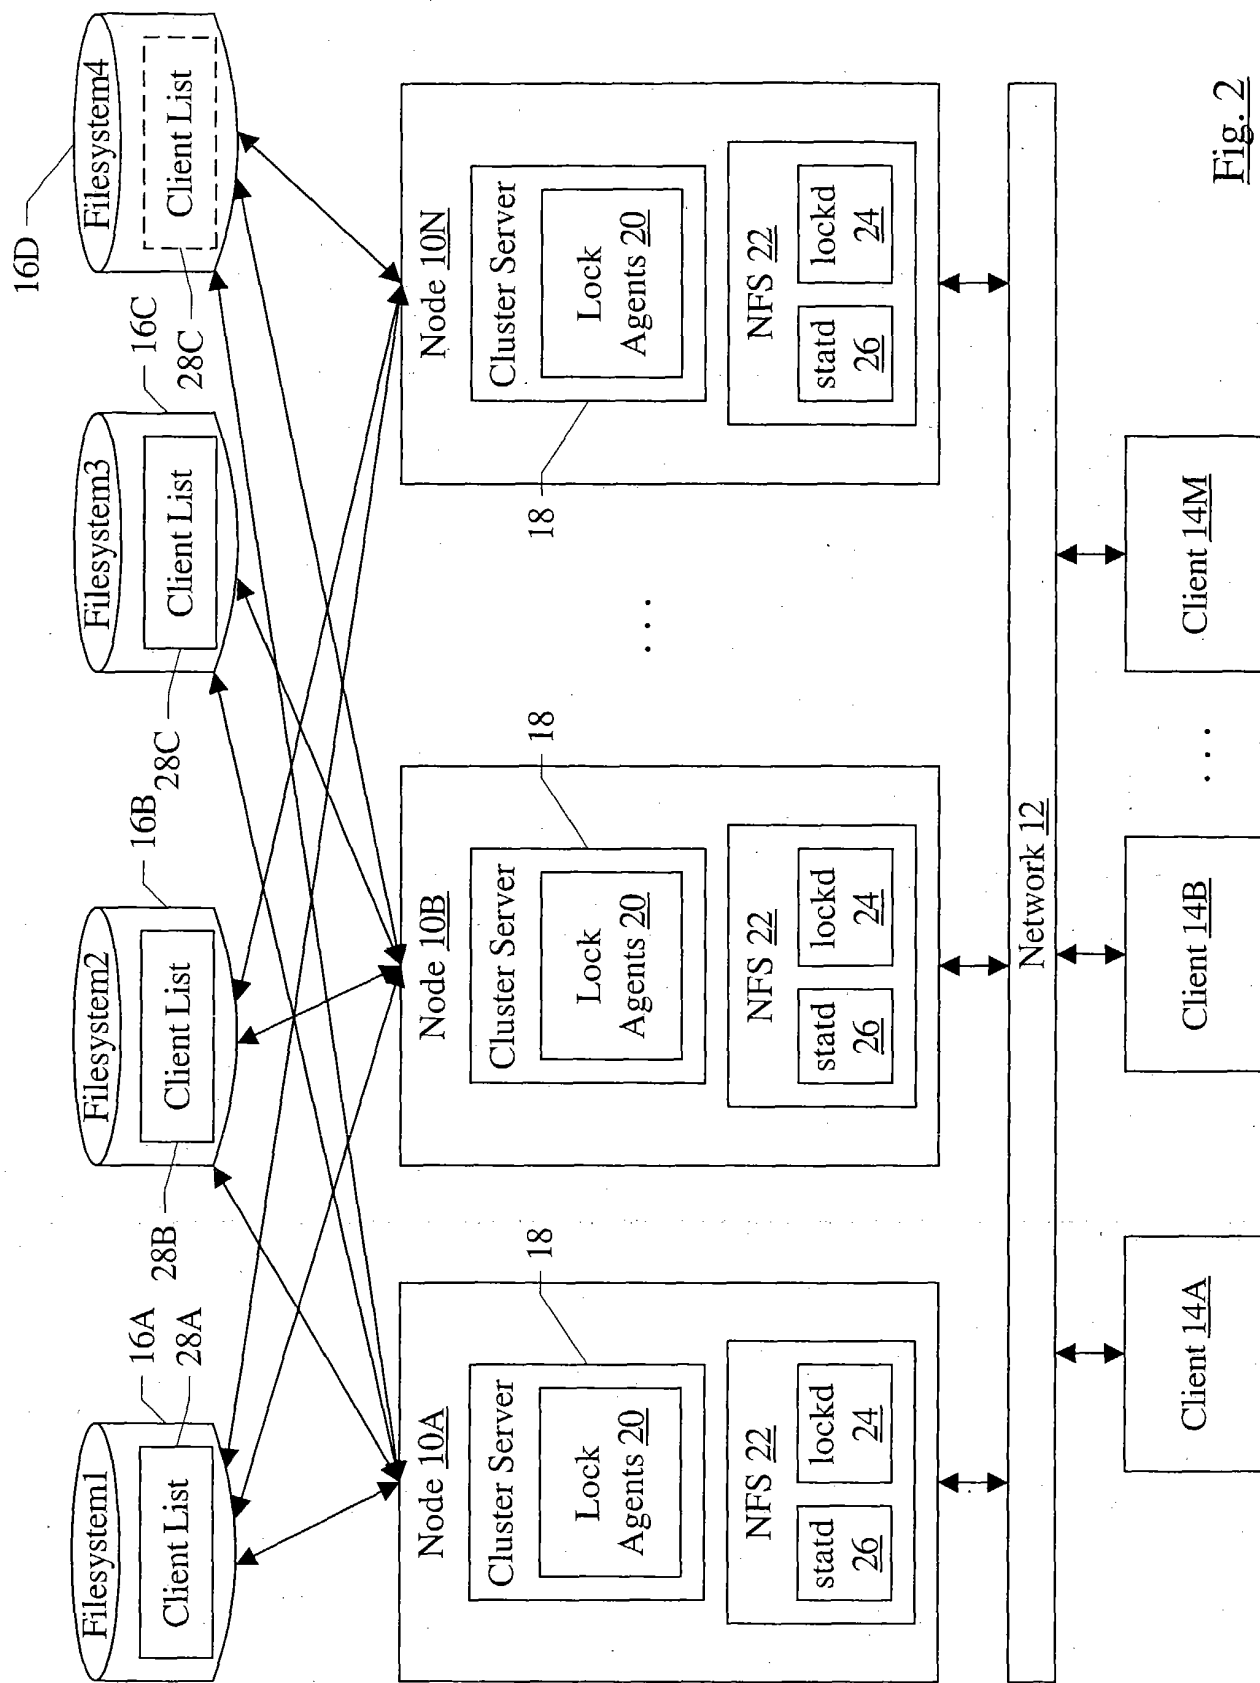 16D
Filesystem1
Filesystem2
Filesystem3
Filesystem4
16A
16B
16C
Client List
Client List
Client List
Client List
28A
28B
28C
28C
Node 10A
Node 10B
Node 10N
Cluster Server
Cluster Server
Cluster Server
18
18
18
Lock
Agents 20
Lock
Agents 20
Lock
Agents 20
. . .
NFS 22
NFS 22
NFS 22
statd
26
lockd
24
statd
26
lockd
24
statd
26
lockd
24
Network 12
Client 14A
Client 14B
. . .
Client 14M
Fig. 2